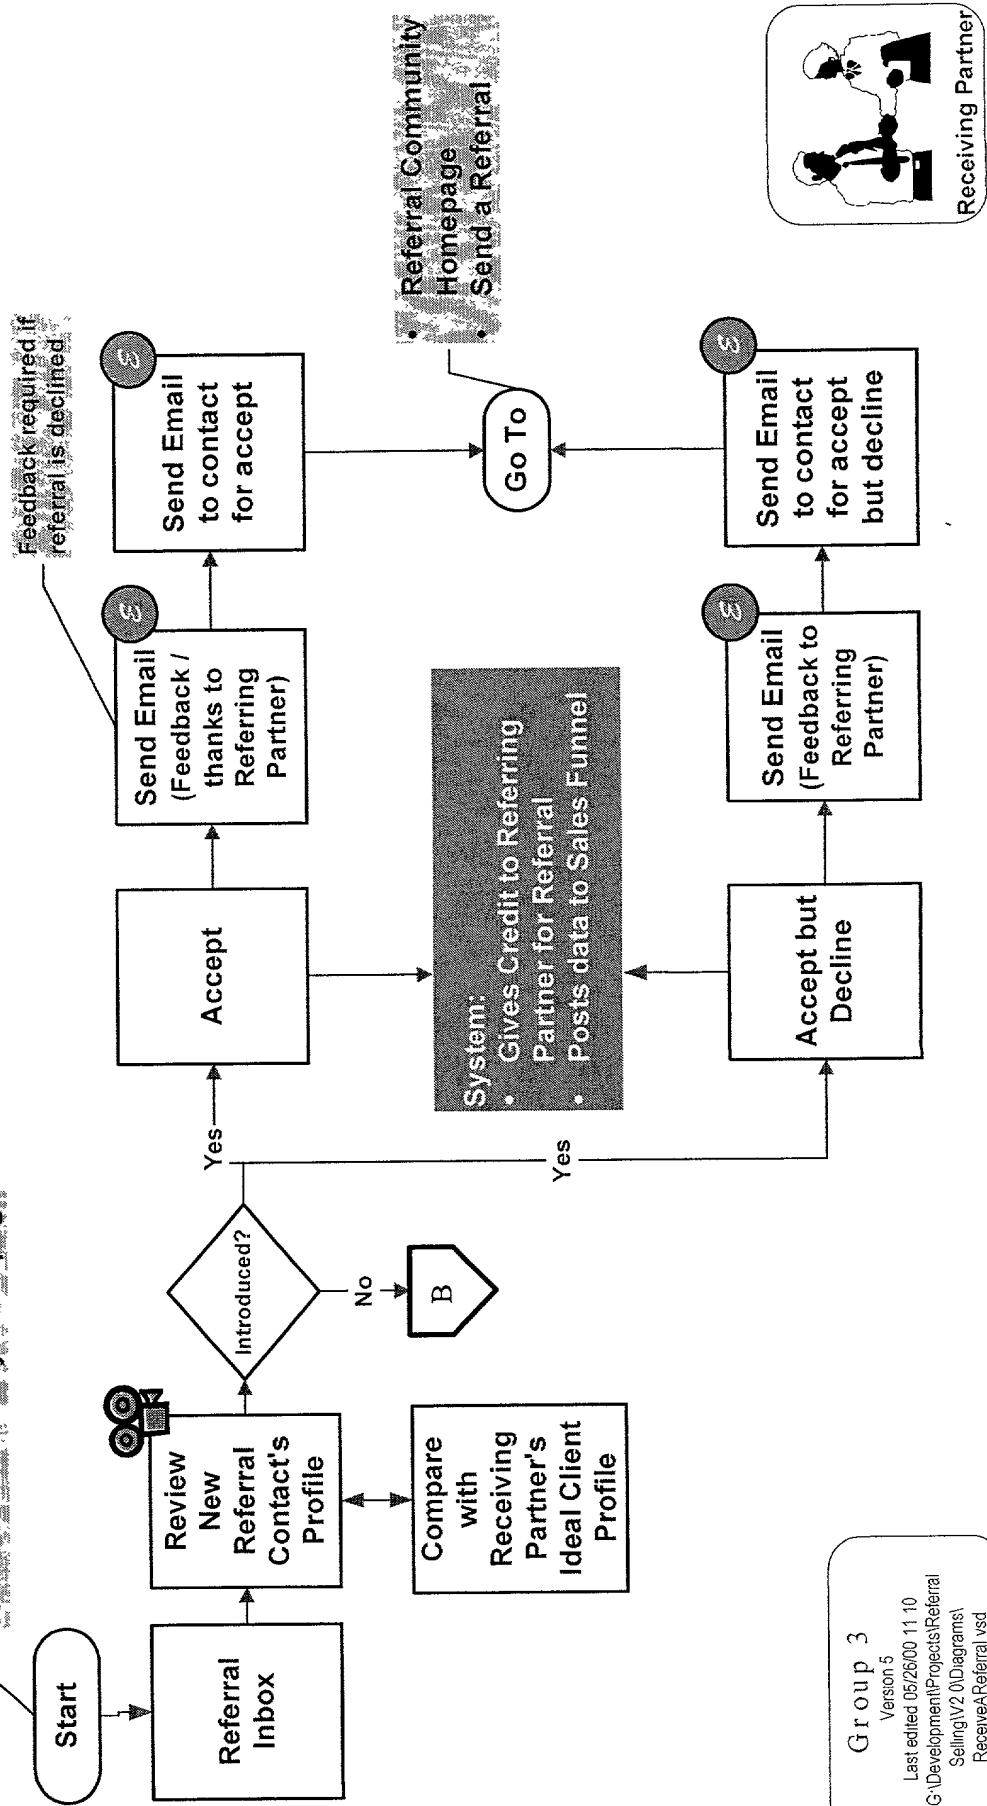 Start
Referral
Inbox
Review
New
Referral
Contact's
Profile
Compare
with
Receiving
Partner's
Ideal Client
Profile
Introduced?
No
B
Yes
Yes
Accept
System:
• Gives Credit to Referring
Partner for Referral
• Posts data to Sales Funnel
Accept but
Decline
Feedback required if
referral is declined
Send Email
(Feedback /
thanks to
Referring
Partner)
ε
Send Email
to contact
for accept
ε
Send Email
(Feedback to
Referring
Partner)
ε
Send Email
to contact
for accept
but decline
ε
Go To
• Referral Community
Homepage
• Send a Referral
Receiving Partner
Group 3
Version 5
Last edited 05/26/00 11 10
G:\Development\Projects\Referral
Selling\V2 0\Diagrams\
ReceiveAReferral vsd